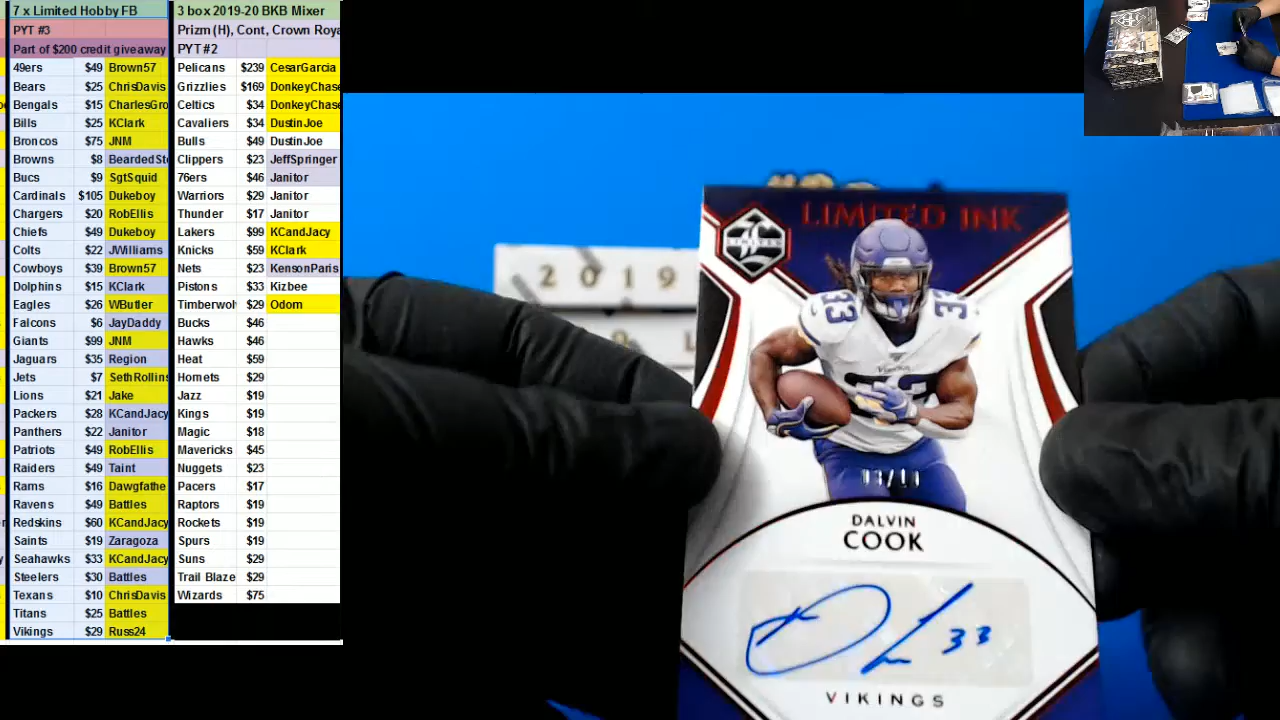 7 x Limited Hobby FB
PYT #3
Part of $200 credit giveaway
49ers $49 Brown57
Bears $25 ChrisDavis
Bengals $15 CharlesGro
Bills $25 KClark
Broncos $75 JNM
Browns $8 BeardedSt
Bucs $9 SgtSquid
Cardinals $105 Dukeboy
Chargers $20 RobEllis
Chiefs $49 Dukeboy
Colts $22 JWilliams
Cowboys $39 Brown57
Dolphins $15 KClark
Eagles $26 WButler
Falcons $6 JayDaddy
Giants $99 JNM
Jaguars $35 Region
Jets $7 SethRollins
Lions $21 Jake
Packers $28 KCandJacy
Panthers $22 Janitor
Patriots $49 RobEllis
Raiders $49 Taint
Rams $16 Dawgfathe
Ravens $49 Battles
Redskins $60 KCandJacy
Saints $19 Zaragoza
Seahawks $33 KCandJacy
Steelers $30 Battles
Texans $10 ChrisDavis
Titans $25 Battles
Vikings $29 Russ24
3 box 2019-20 BKB Mixer
Prizm (H), Cont, Crown Roya
PYT #2
Pelicans $239 CesarGarcia
Grizzlies $169 DonkeyChase
Celtics $34 DonkeyChase
Cavaliers $34 DustinJoe
Bulls $49 DustinJoe
Clippers $23 JeffSpringer
76ers $46 Janitor
Warriors $29 Janitor
Thunder $17 Janitor
Lakers $99 KCandJacy
Knicks $59 KClark
Nets $23 KensonParis
Pistons $33 Kizbee
Timberwol $29 Odom
Bucks $46
Hawks $46
Heat $59
Hornets $29
Jazz $19
Kings $19
Magic $18
Mavericks $45
Nuggets $23
Pacers $17
Raptors $19
Rockets $19
Spurs $19
Suns $29
Trail Blaze $29
Wizards $75
2019
LIMITED INK
LIMITED
33 33
VIKINGS
33
DALVIN
COOK
33
VIKINGS